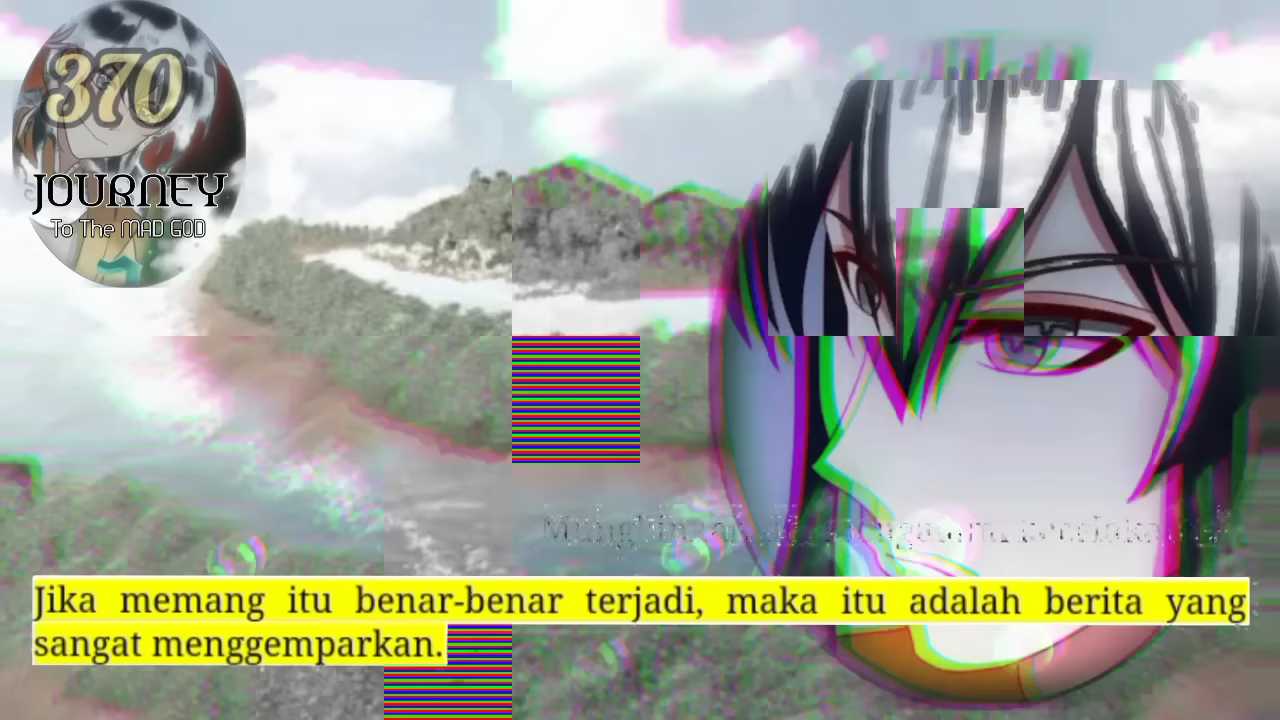 370
JOURNEY
To The MAD GOD
Jika memang itu benar-benar terjadi, maka itu adalah berita yang
sangat menggemparkan.